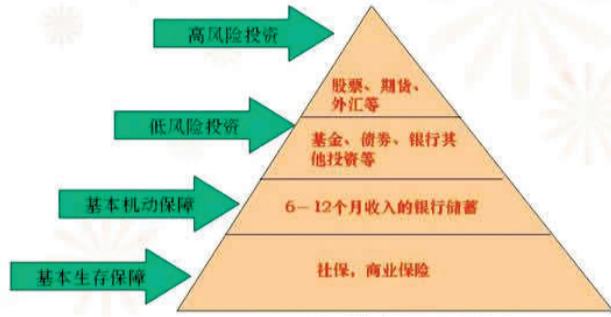 高风险投资
股票、期货、
外汇等
低风险投资
基金、债券、银行其
他投资等
基本机动保障
6—12个月收入的银行储蓄
基本生存保障
社保，商业保险